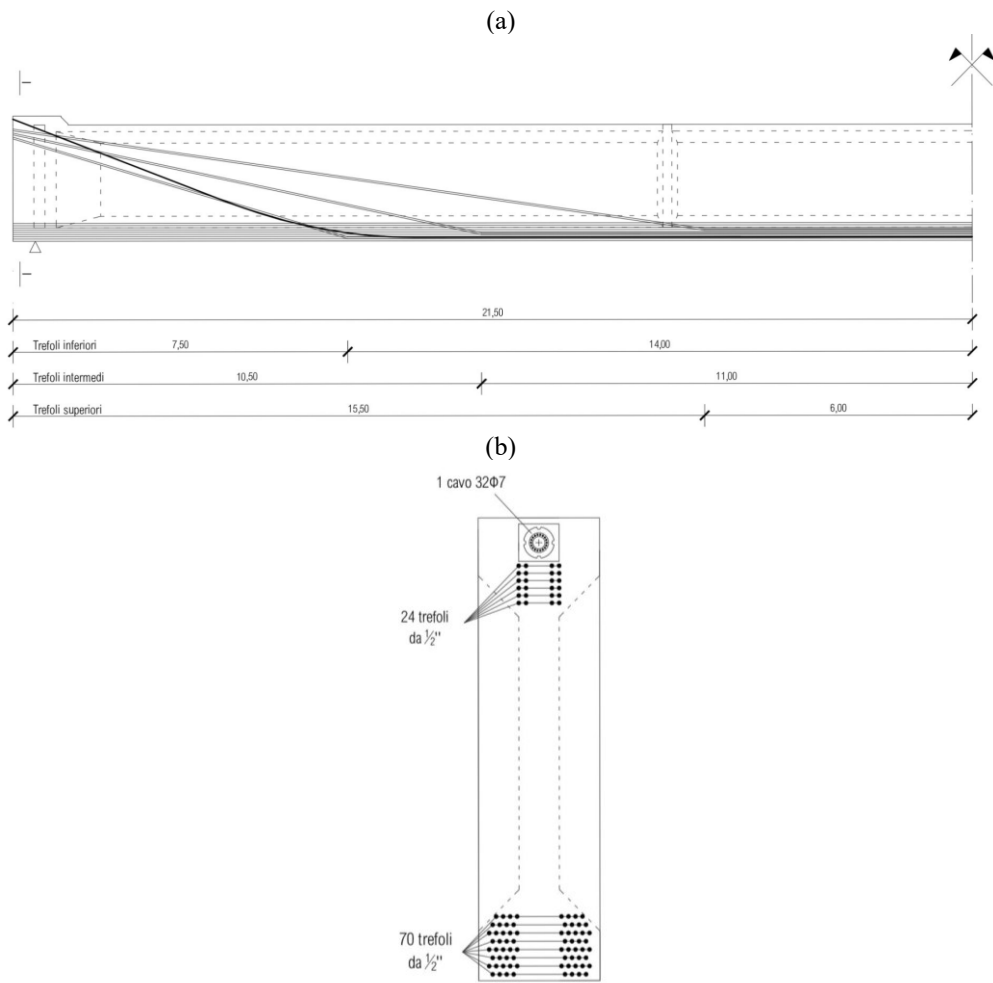 (a)
21,50
Trefoli inferiori 7,50 14,00
Trefoli intermedi 10,50 11,00
Trefoli superiori 15,50 6,00
(b)
1 cavo 32Φ7
24 trefoli
da ½"
70 trefoli
da ½"